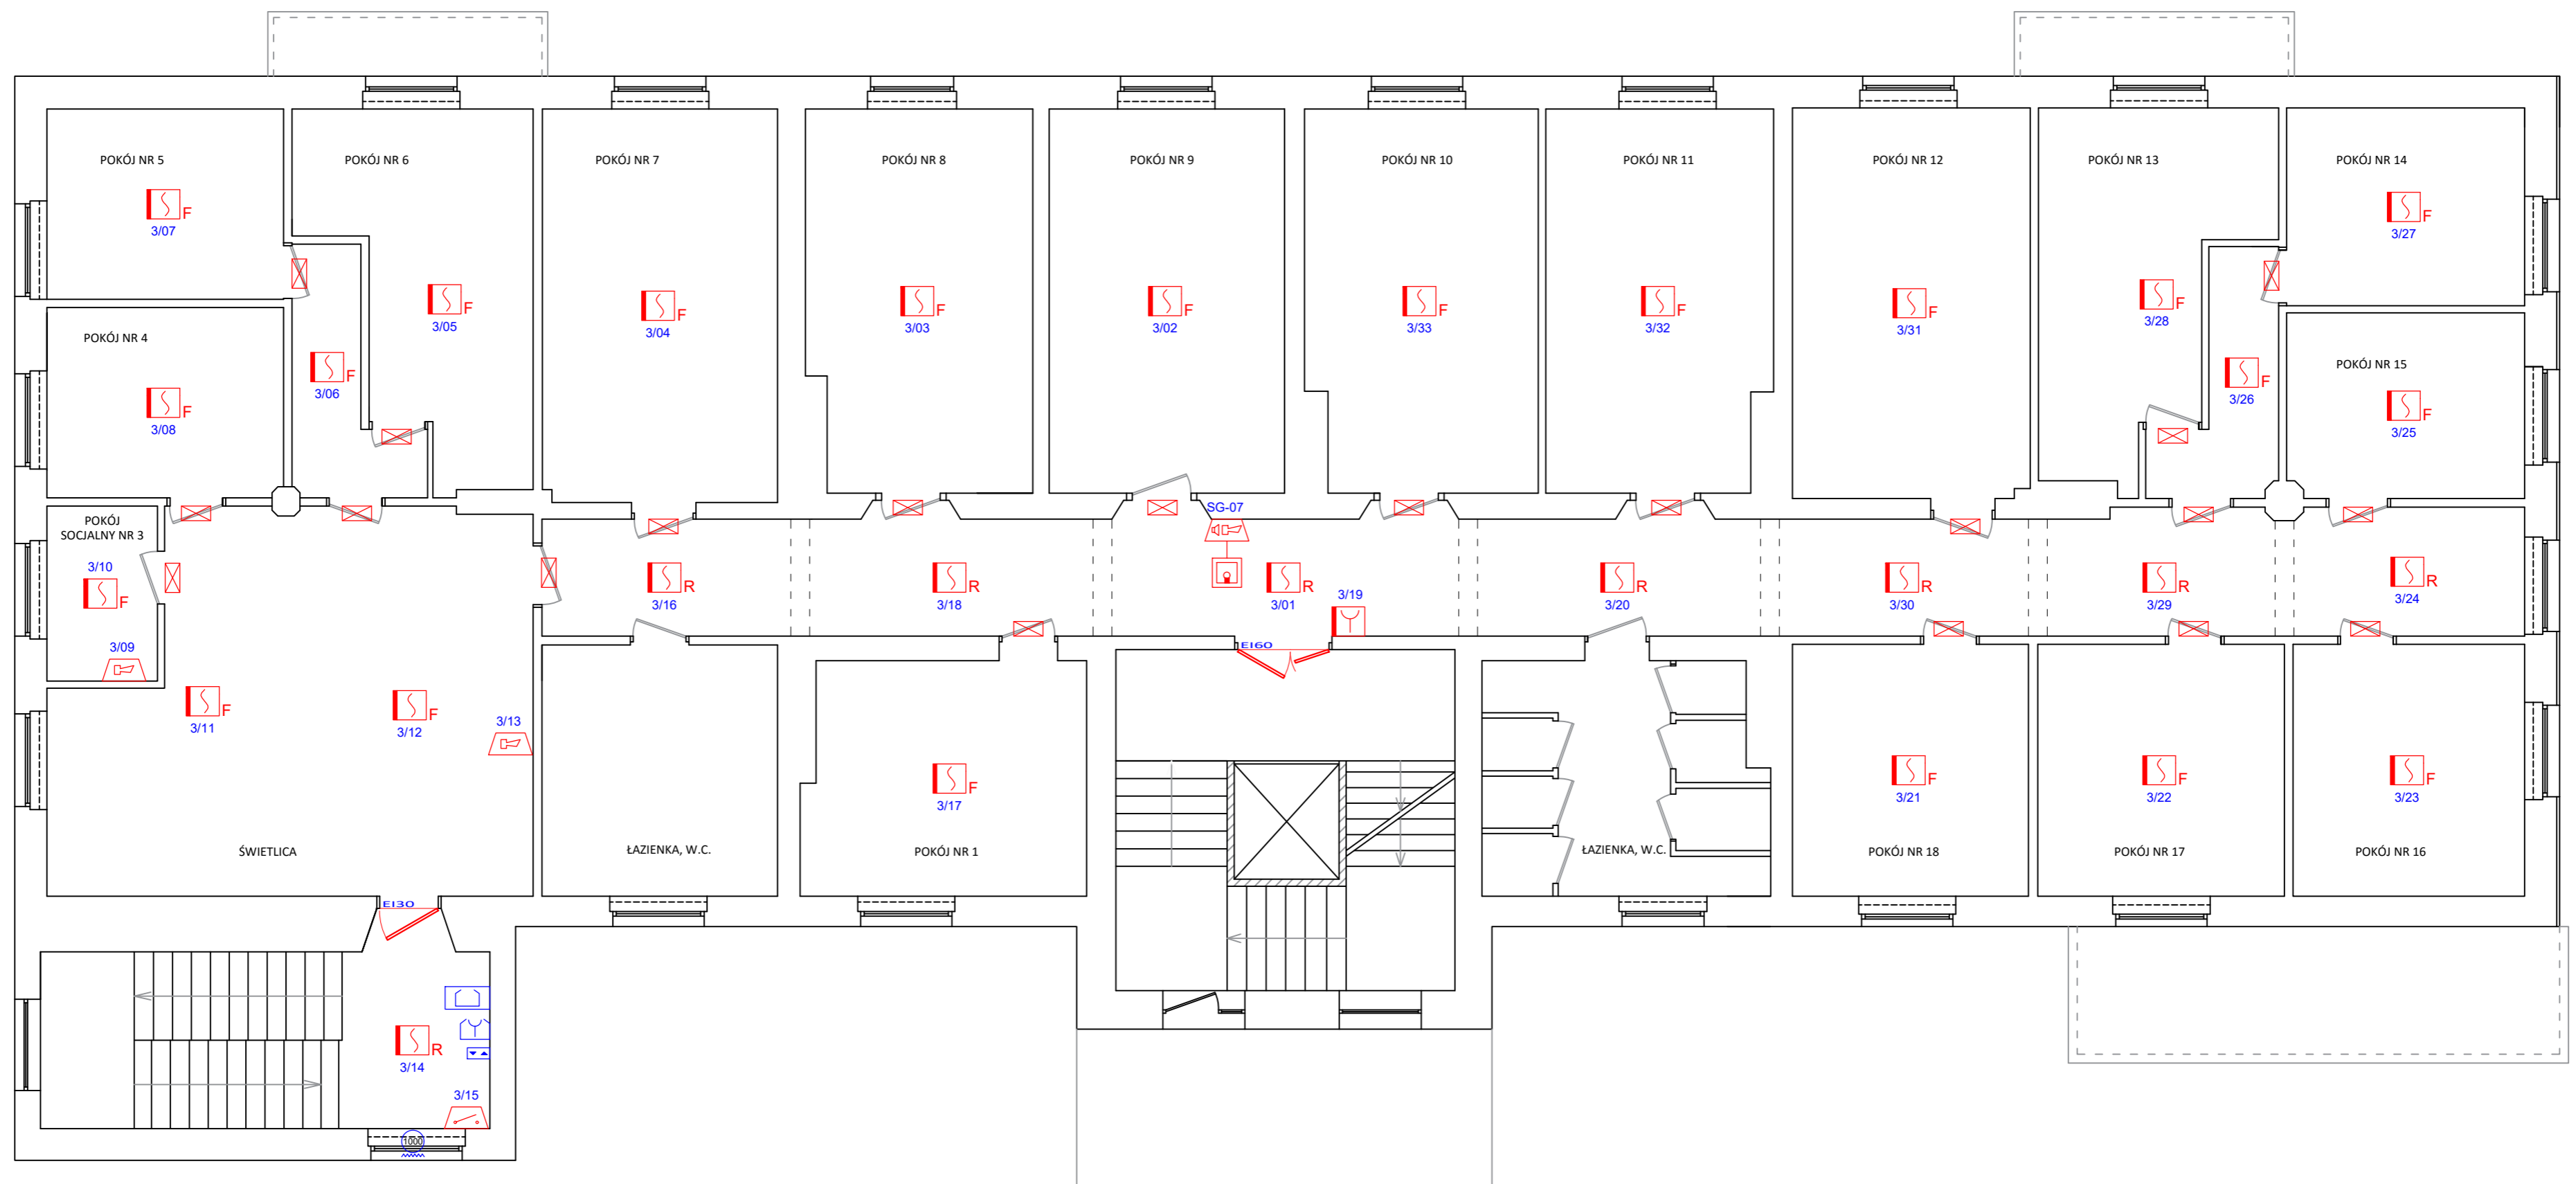 POKÓJ NR 5
POKÓJ NR 6
POKÓJ NR 7
POKÓJ NR 8
POKÓJ NR 9
POKÓJ NR 10
POKÓJ NR 11
POKÓJ NR 12
POKÓJ NR 13
POKÓJ NR 14
F
3/07
F
3/05
F
3/04
F
3/03
F
3/02
F
3/33
F
3/32
F
3/31
F
3/28
F
3/27
POKÓJ NR 4
F
3/08
F
3/06
F
3/26
POKÓJ NR 15
F
3/25
POKÓJ
SOCJALNY NR 3
3/10
F
3/09
SG-07
R
3/16
R
3/18
R
3/01
3/19
R
3/20
R
3/30
R
3/29
R
3/24
EI60
F
3/11
F
3/12
3/13
F
3/17
F
3/21
F
3/22
F
3/23
ŚWIETLICA
ŁAZIENKA, W.C.
POKÓJ NR 1
ŁAZIENKA, W.C.
POKÓJ NR 18
POKÓJ NR 17
POKÓJ NR 16
EI30
R
3/14
3/15
1000